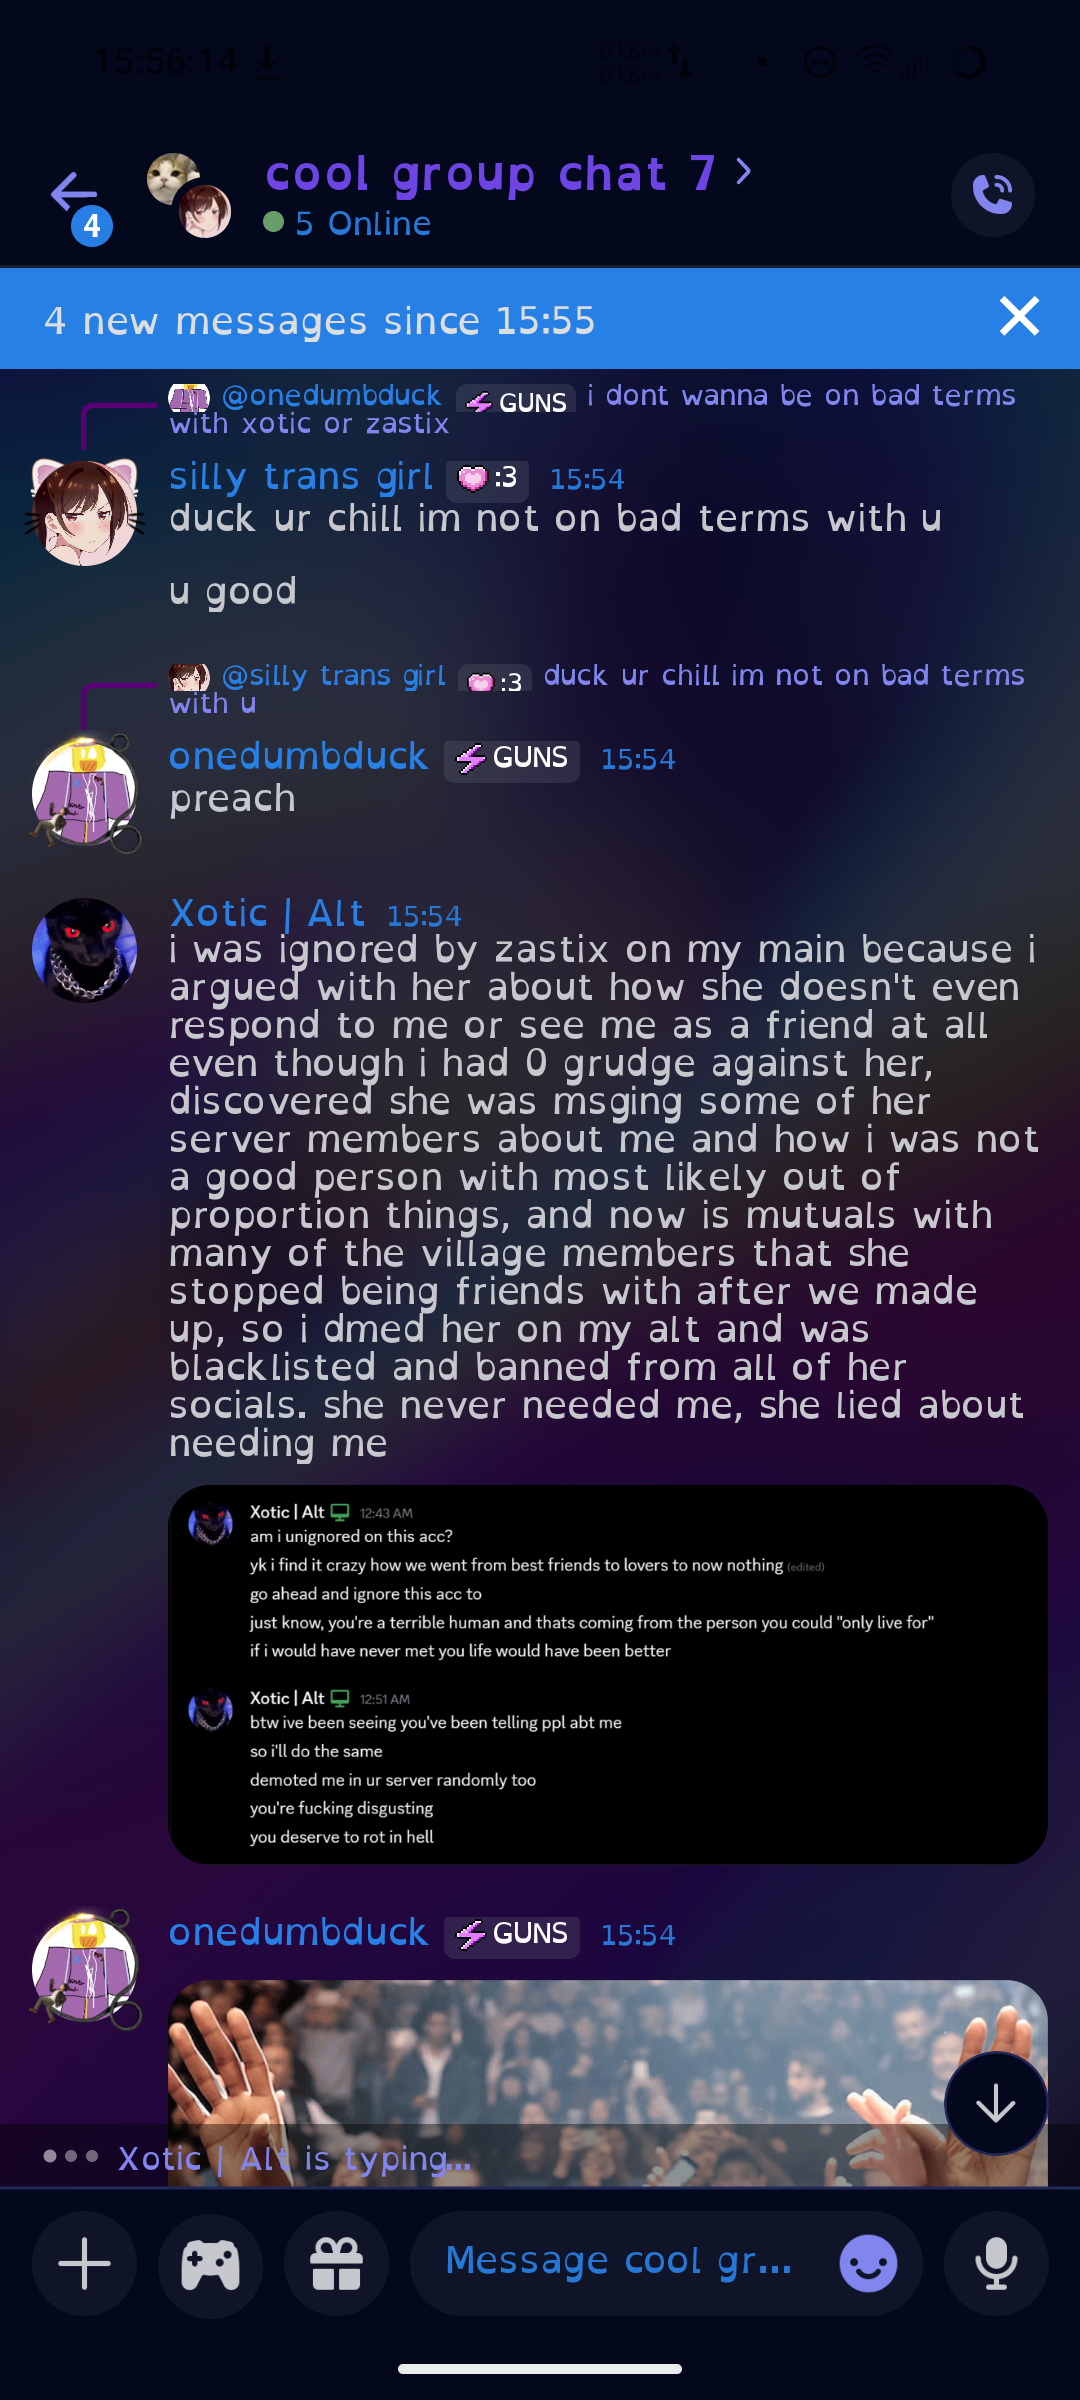 15:56:14
0 kB/s
0 kB/s
cool group chat 7
4
5 Online
4 new messages since 15:55
@onedumbduck GUNS i dont wanna be on bad terms
with xotic or zastix
silly trans girl :3 15:54
duck ur chill im not on bad terms with u
u good
@silly trans girl :3 duck ur chill im not on bad terms
with u
onedumbduck GUNS 15:54
preach
Xotic | Alt 15:54
i was ignored by zastix on my main because i
argued with her about how she doesn't even
respond to me or see me as a friend at all
even though i had 0 grudge against her,
discovered she was msging some of her
server members about me and how i was not
a good person with most likely out of
proportion things, and now is mutuals with
many of the village members that she
stopped being friends with after we made
up, so i dmed her on my alt and was
blacklisted and banned from all of her
socials. she never needed me, she lied about
needing me
Xotic | Alt 12:43 AM
am i unignored on this acc?
yk i find it crazy how we went from best friends to lovers to now nothing (edited)
go ahead and ignore this acc to
just know, you're a terrible human and thats coming from the person you could "only live for"
if i would have never met you life would have been better
Xotic | Alt 12:51 AM
btw ive been seeing you've been telling ppl abt me
so i'll do the same
demoted me in ur server randomly too
you're fucking disgusting
you deserve to rot in hell
onedumbduck GUNS 15:54
Xotic | Alt is typing...
Message cool gr...